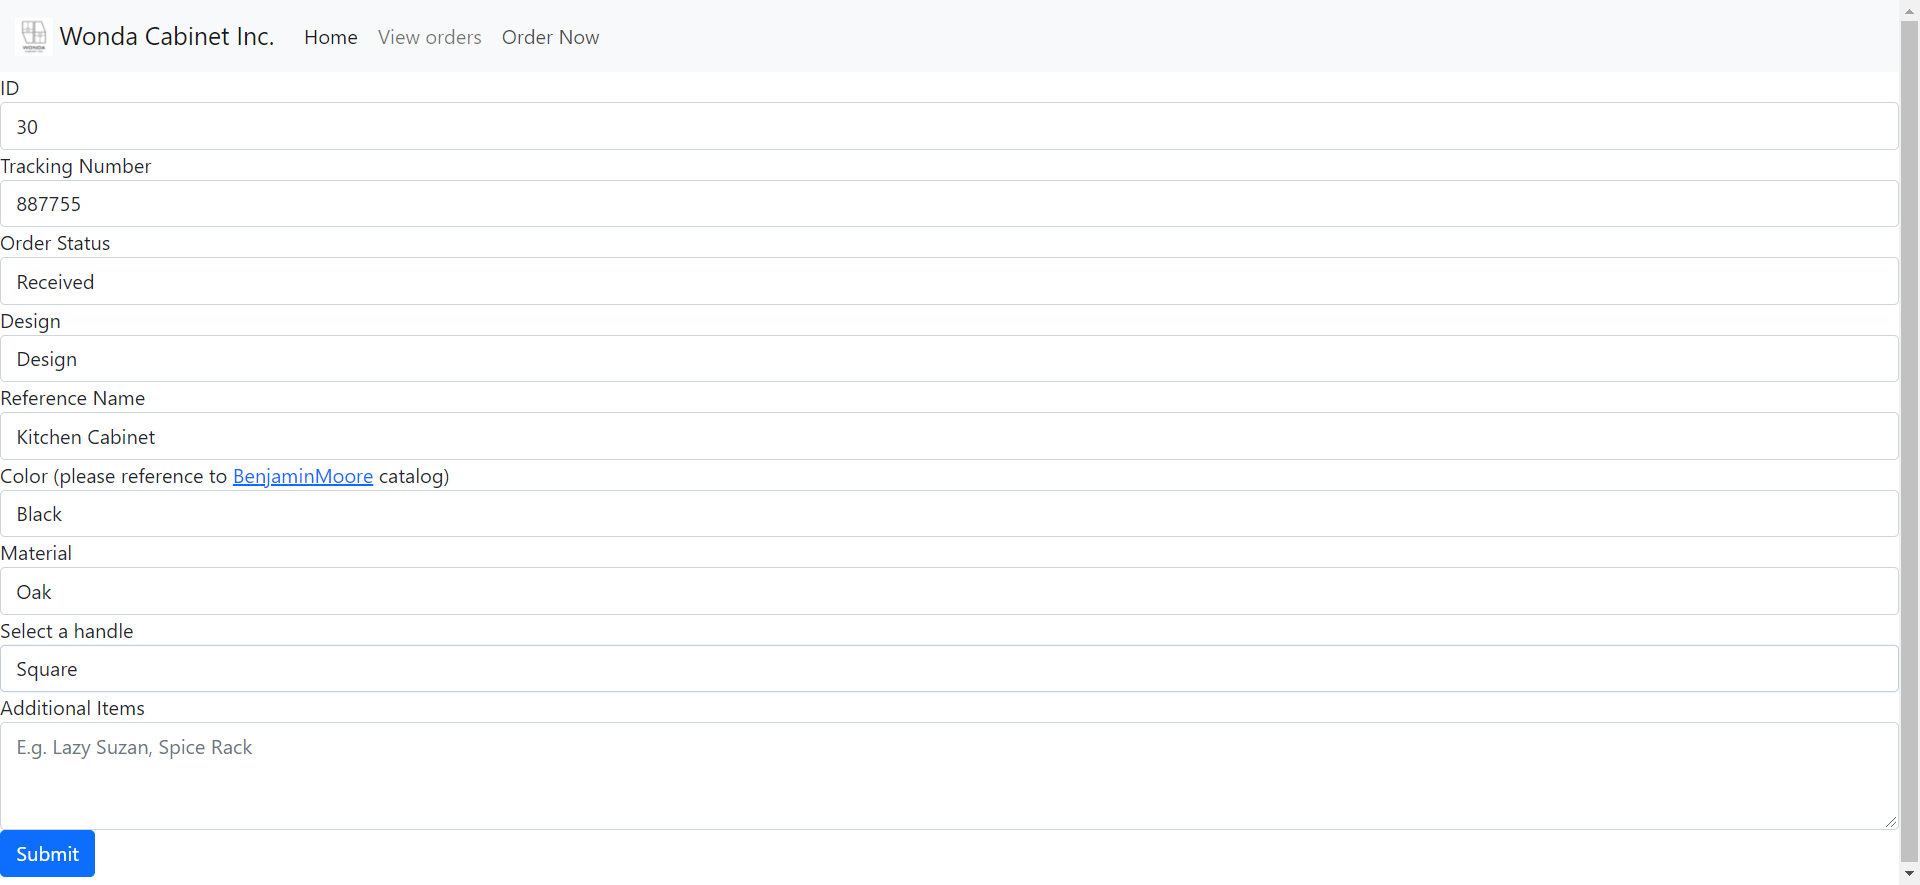 WONDA
Wonda Cabinet Inc. Home View orders Order Now
ID
30
Tracking Number
887755
Order Status
Received
Design
Design
Reference Name
Kitchen Cabinet
Color (please reference to BenjaminMoore catalog)
Black
Material
Oak
Select a handle
Square
Additional Items
E.g. Lazy Suzan, Spice Rack
Submit